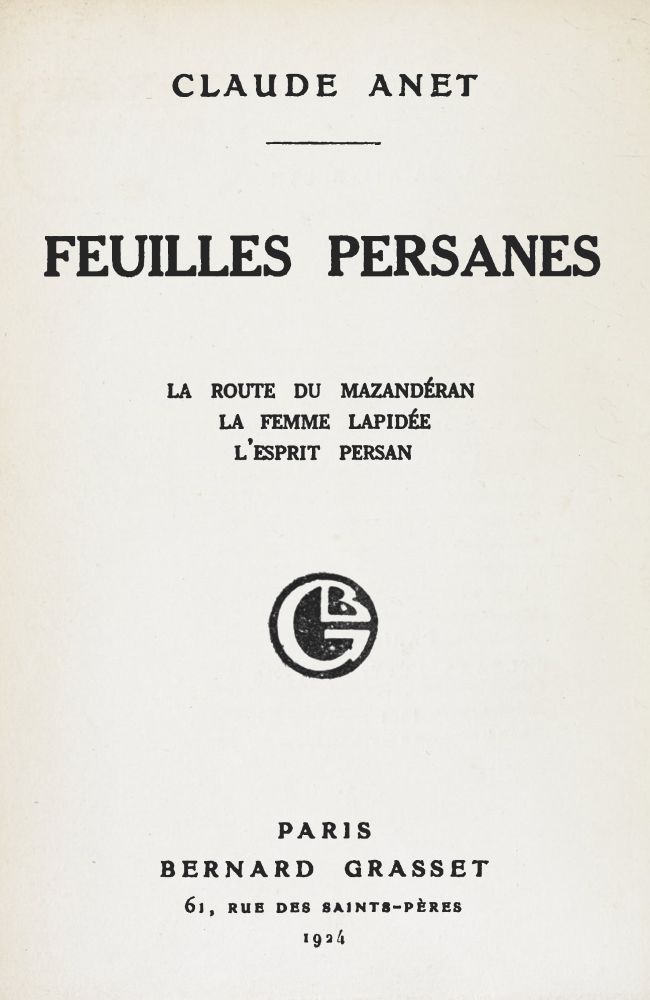 CLAUDE ANET
FEUILLES PERSANES
LA ROUTE DU MAZANDÉRAN
LA FEMME LAPIDÉE
L'ESPRIT PERSAN
BG
PARIS
BERNARD GRASSET
61, RUE DES SAINTS-PÈRES
1924